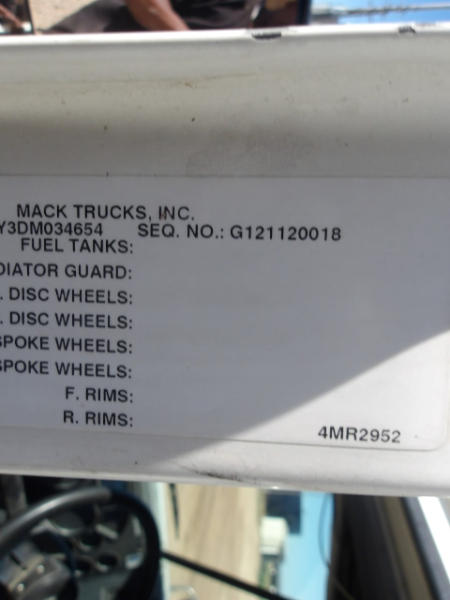 MACK TRUCKS, INC.
Y3DM034654 SEQ. NO.: G121120018
FUEL TANKS:
DIATOR GUARD:
. DISC WHEELS:
. DISC WHEELS:
SPOKE WHEELS:
SPOKE WHEELS:
F. RIMS:
R. RIMS:
4MR2952